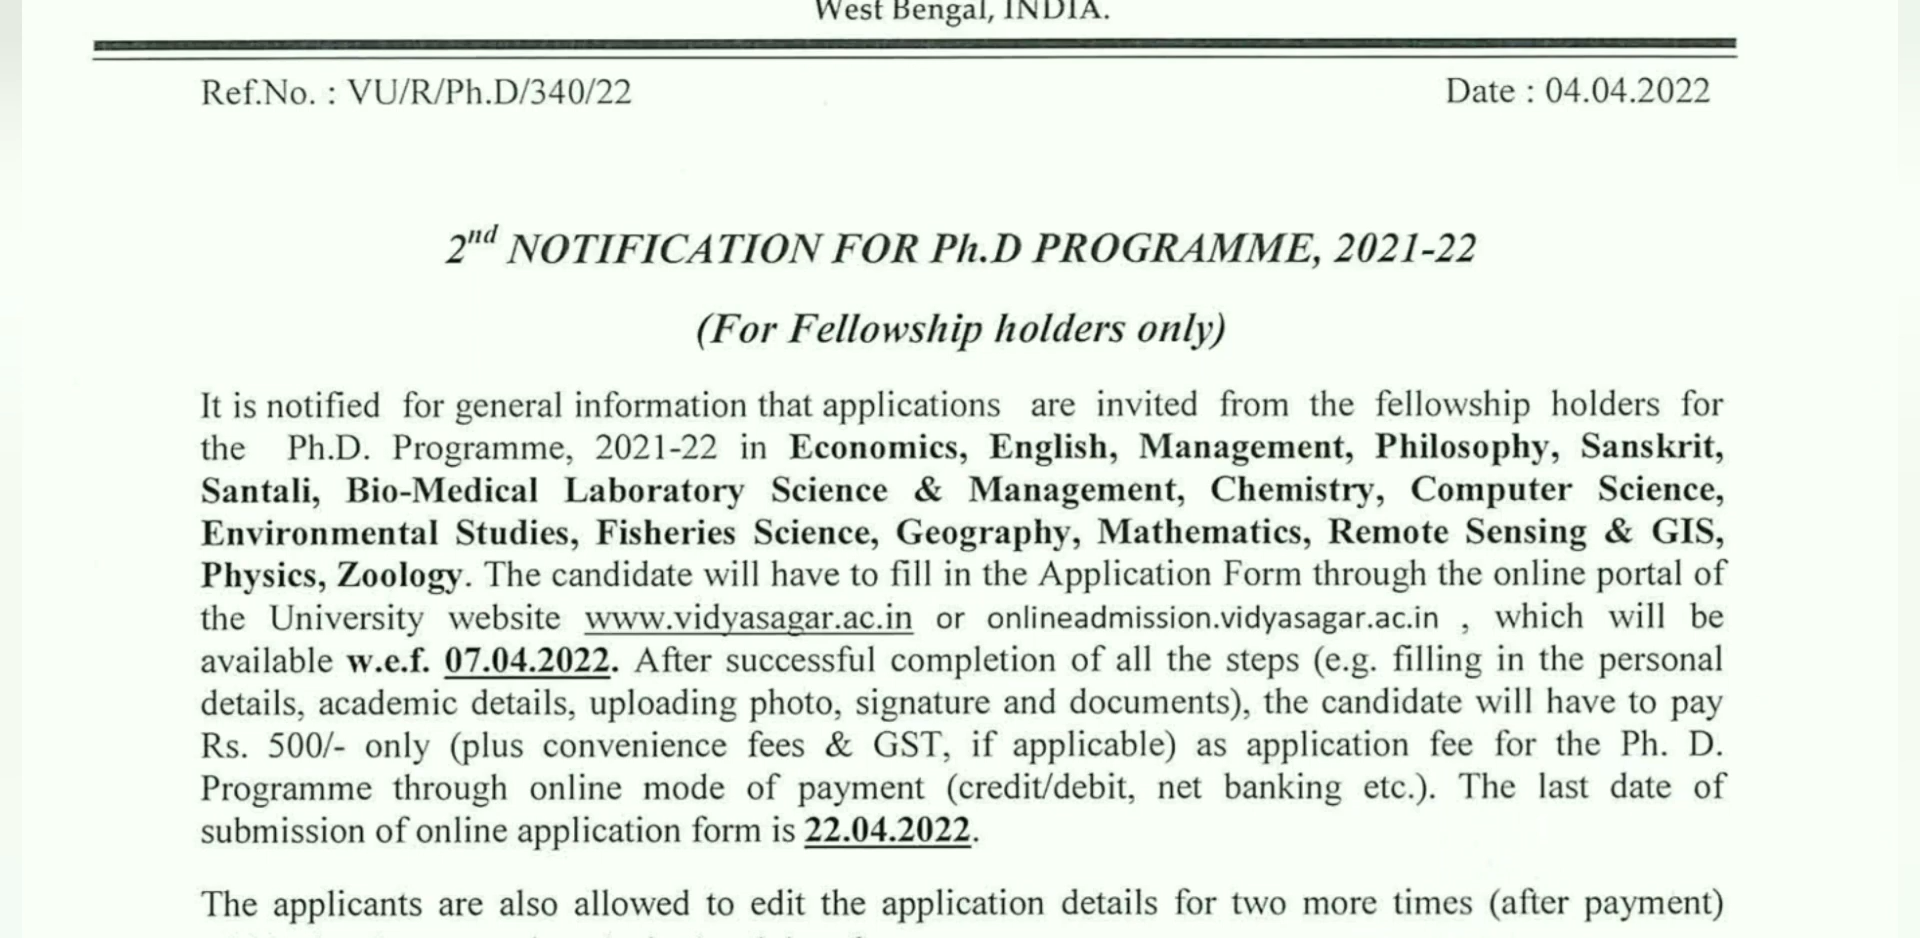 West Bengal, INDIA.
Ref.No. : VU/R/Ph.D/340/22 Date : 04.04.2022
2nd NOTIFICATION FOR Ph.D PROGRAMME, 2021-22
(For Fellowship holders only)
It is notified for general information that applications are invited from the fellowship holders for
the Ph.D. Programme, 2021-22 in Economics, English, Management, Philosophy, Sanskrit,
Santali, Bio-Medical Laboratory Science & Management, Chemistry, Computer Science,
Environmental Studies, Fisheries Science, Geography, Mathematics, Remote Sensing & GIS,
Physics, Zoology. The candidate will have to fill in the Application Form through the online portal of
the University website www.vidyasagar.ac.in or onlineadmission.vidyasagar.ac.in , which will be
available w.e.f. 07.04.2022. After successful completion of all the steps (e.g. filling in the personal
details, academic details, uploading photo, signature and documents), the candidate will have to pay
Rs. 500/- only (plus convenience fees & GST, if applicable) as application fee for the Ph. D.
Programme through online mode of payment (credit/debit, net banking etc.). The last date of
submission of online application form is 22.04.2022.
The applicants are also allowed to edit the application details for two more times (after payment)